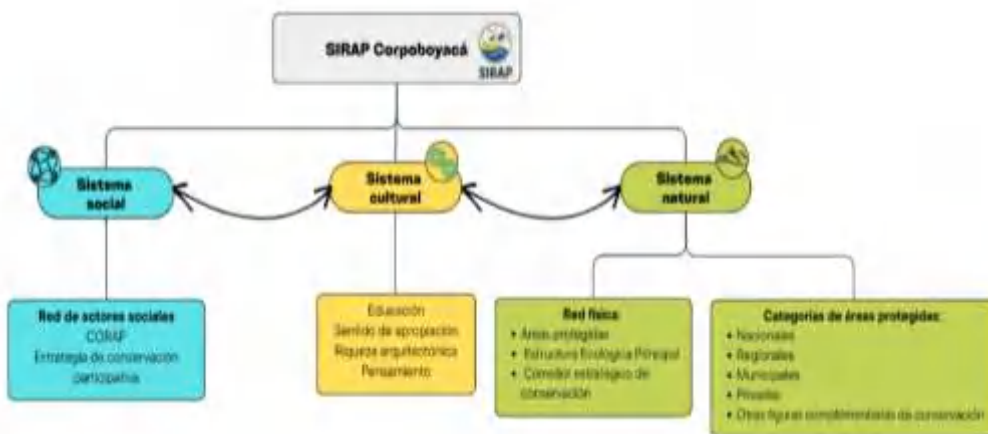 SIRAP Corpoboyacá
SIRAP
Sistema
social
Sistema
cultural
Sistema
natural
Red de actores sociales
CORAP
Estrategia de conservación
participativa
Educación
Sentido de apropiación
Riqueza arquitectónica
Pensamiento
Red física:
• Áreas protegidas
• Estructura Ecológica Principal
• Corredor estratégico de
conservación
Categorías de áreas protegidas:
• Nacionales
• Regionales
• Municipales
• Privadas
• Otras figuras complementarias de conservación